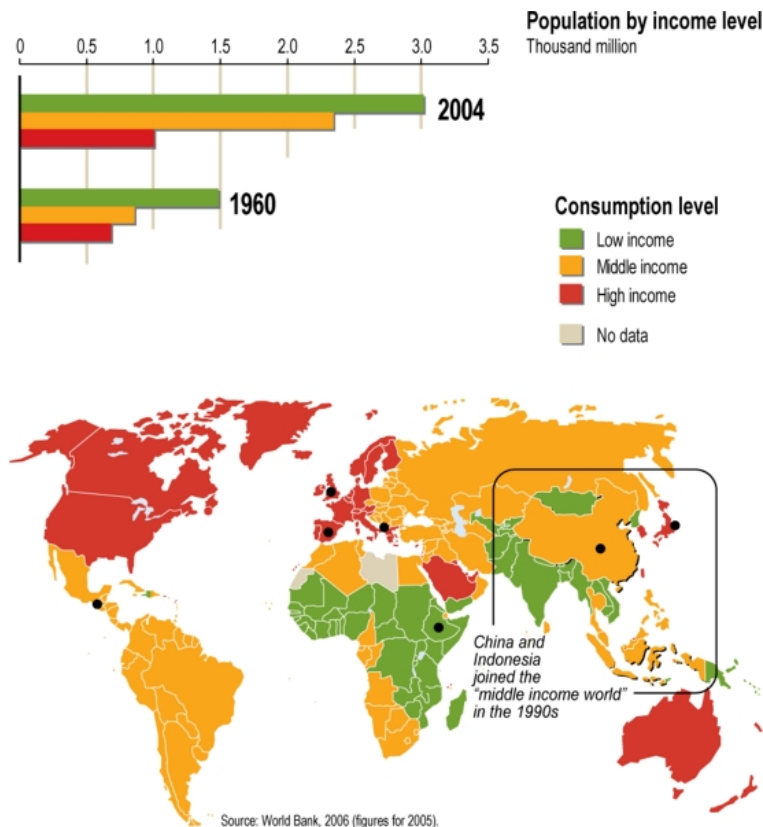 Population by income level
Thousand million
0 0.5 1.0 1.5 2.0 2.5 3.0 3.5
2004
1960
Consumption level
Low income
Middle income
High income
No data
China and
Indonesia
joined the
"middle income world"
in the 1990s
Source: World Bank, 2006 (figures for 2005).